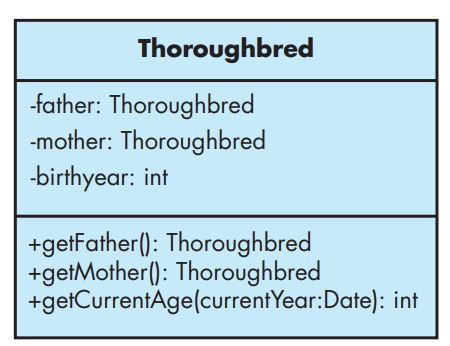 Thoroughbred
-father: Thoroughbred
-mother: Thoroughbred
-birthyear: int
+getFather(): Thoroughbred
+getMother(): Thoroughbred
+getCurrentAge(currentYear:Date): int